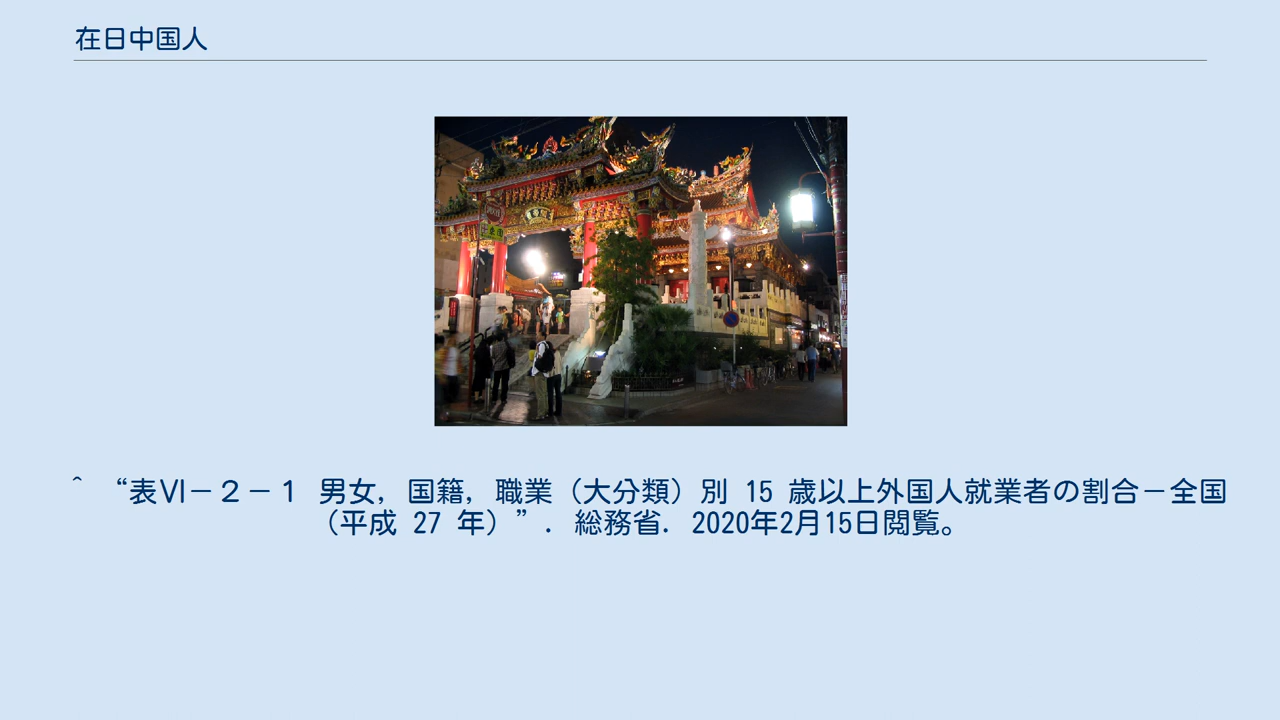 在日中国人
^ “表Ⅵ－２－１ 男女，国籍，職業（大分類）別 15 歳以上外国人就業者の割合－全国
（平成 27 年）”. 総務省. 2020年2月15日閲覧。